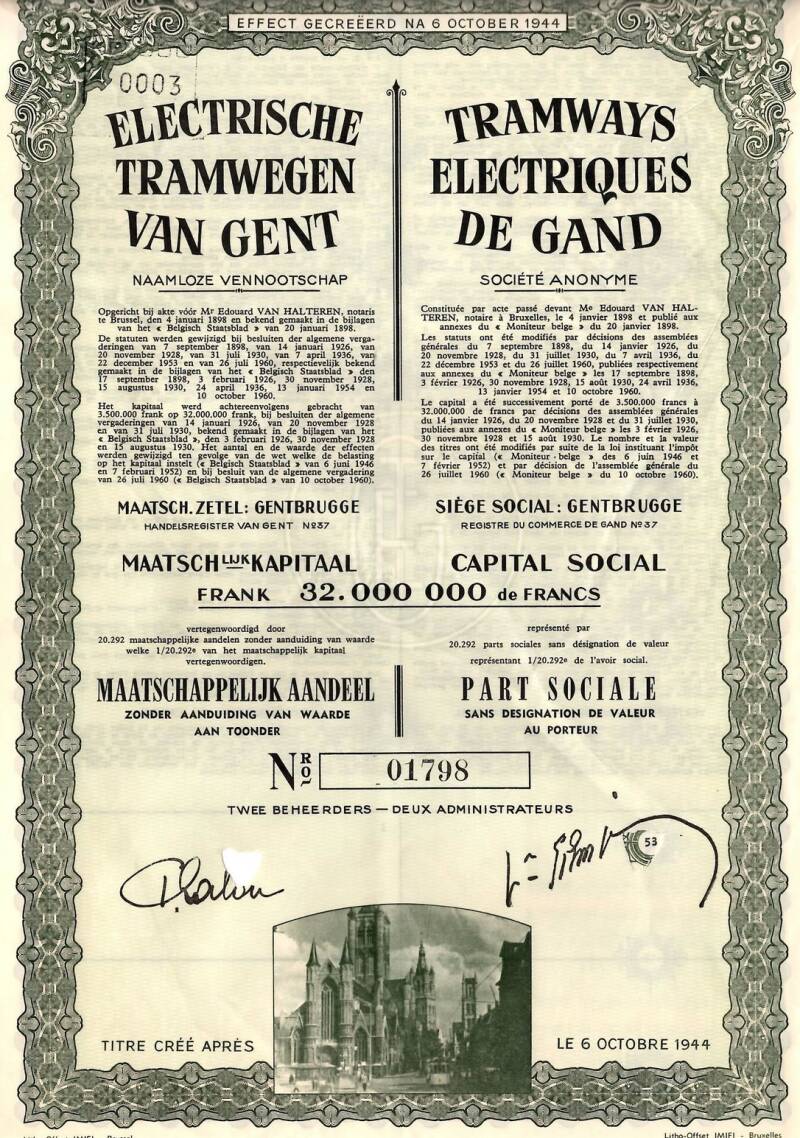 EFFECT GECREËERD NA 6 OCTOBER 1944
0003
ELECTRISCHE
TRAMWEGEN
VAN GENT
NAAMLOZE VENNOOTSCHAP
Opgericht bij akte vóór Mr Edouard VAN HALTEREN, notaris
te Brussel, den 4 januari 1898 en bekend gemaakt in de bijlagen
van het « Belgisch Staatsblad » van 20 januari 1898.
De statuten werden gewijzigd bij besluiten der algemene verga-
deringen van 7 september 1898, van 14 januari 1926, van
20 november 1928, van 31 juli 1930, van 7 april 1936, van
22 december 1953 en van 26 juli 1960, respectievelijk bekend
gemaakt in de bijlagen van het « Belgisch Staatsblad » den
17 september 1898, 3 februari 1926, 30 november 1928,
15 augustus 1930, 24 april 1936, 13 januari 1954 en
10 october 1960.
Het kapitaal werd achtereenvolgens gebracht van
3.500.000 frank op 32.000.000 frank, bij besluiten der algemene
vergaderingen van 14 januari 1926, van 20 november 1928
en van 31 juli 1930, bekend gemaakt in de bijlagen van het
« Belgisch Staatsblad », den 3 februari 1926, 30 november 1928
en 15 augustus 1930. Het aantal en de waarde der effecten
werden gewijzigd ten gevolge van de wet welke de belasting
op het kapitaal instelt (« Belgisch Staatsblad » van 6 juni 1946
en 7 februari 1952) en bij besluit van de algemene vergadering
van 26 juli 1960 (« Belgisch Staatsblad » van 10 october 1960).
MAATSCH. ZETEL: GENTBRUGGE
HANDELSREGISTER VAN GENT No 37
MAATSCHLIJK KAPITAAL
TRAMWAYS
ELECTRIQUES
DE GAND
SOCIÉTÉ ANONYME
Constituée par acte passé devant Me Edouard VAN HAL-
TEREN, notaire à Bruxelles, le 4 janvier 1898 et publié aux
annexes du « Moniteur belge » du 20 janvier 1898.
Les statuts ont été modifiés par décisions des assemblées
générales du 7 septembre 1898, du 14 janvier 1926, du
20 novembre 1928, du 31 juillet 1930, du 7 avril 1936, du
22 décembre 1953 et du 26 juillet 1960, publiées respectivement
aux annexes du « Moniteur belge » les 17 septembre 1898,
3 février 1926, 30 novembre 1928, 15 août 1930, 24 avril 1936,
13 janvier 1954 et 10 octobre 1960.
Le capital a été successivement porté de 3.500.000 francs à
32.000.000 de francs par décisions des assemblées générales
du 14 janvier 1926, du 20 novembre 1928 et du 31 juillet 1930,
publiées aux annexes du « Moniteur belge » les 3 février 1926,
30 novembre 1928 et 15 août 1930. Le nombre et la valeur
des titres ont été modifiés par suite de la loi instituant l'impôt
sur le capital (« Moniteur belge » des 6 juin 1946 et
7 février 1952) et par décision de l'assemblée générale du
26 juillet 1960 (« Moniteur belge » du 10 octobre 1960).
SIÈGE SOCIAL: GENTBRUGGE
REGISTRE DU COMMERCE DE GAND No 37
CAPITAL SOCIAL
FRANK 32.000 000 de FRANCS
vertegenwoordigd door
20.292 maatschappelijke aandelen zonder aanduiding van waarde
welke 1/20.292e van het maatschappelijk kapitaal
vertegenwoordigen.
MAATSCHAPPELIJK AANDEEL
ZONDER AANDUIDING VAN WAARDE
AAN TOONDER
représenté par
20.292 parts sociales sans désignation de valeur
représentant 1/20.292e de l'avoir social.
PART SOCIALE
SANS DESIGNATION DE VALEUR
AU PORTEUR
NRO 01798
TWEE BEHEERDERS — DEUX ADMINISTRATEURS
53
TITRE CRÉÉ APRÈS
LE 6 OCTOBRE 1944
Litho-Offset IMIFI - Bruxelles